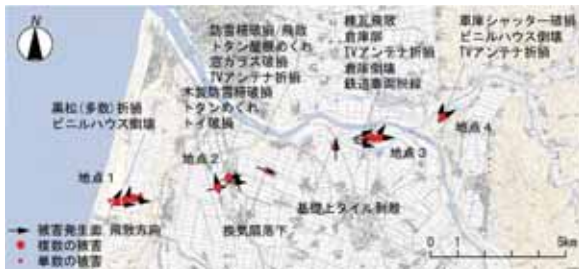 N
防雪柵破損/飛散
トタン屋根めくれ
窓ガラス破損
TVアンテナ折損
棟瓦飛散
倉庫扉
TVアンテナ折損
倉庫倒壊
鉄道車両脱線
車庫シャッター破損
ビニルハウス倒壊
TVアンテナ折損
黒松(多数)折損
ビニルハウス倒壊
木製防雪柵破損
トタンめくれ
トイ破損
地点1
地点2
地点3
地点4
基礎上タイル剥離
換気扇落下
被害発生面 飛散方向
複数の被害
単数の被害
0 1 5km